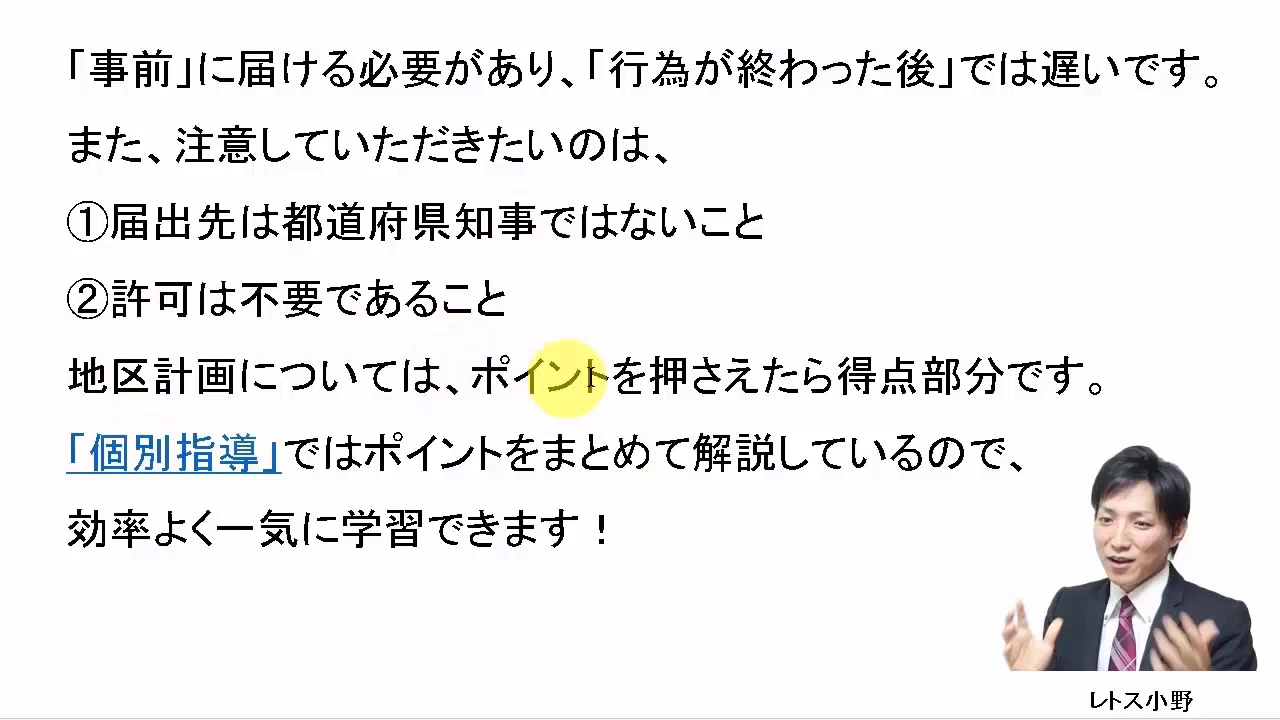 「事前」に届ける必要があり、「行為が終わった後」では遅いです。
また、注意していただきたいのは、
①届出先は都道府県知事ではないこと
②許可は不要であること
地区計画については、ポイントを押さえたら得点部分です。
「個別指導」ではポイントをまとめて解説しているので、
効率よく一気に学習できます！
レトス小野